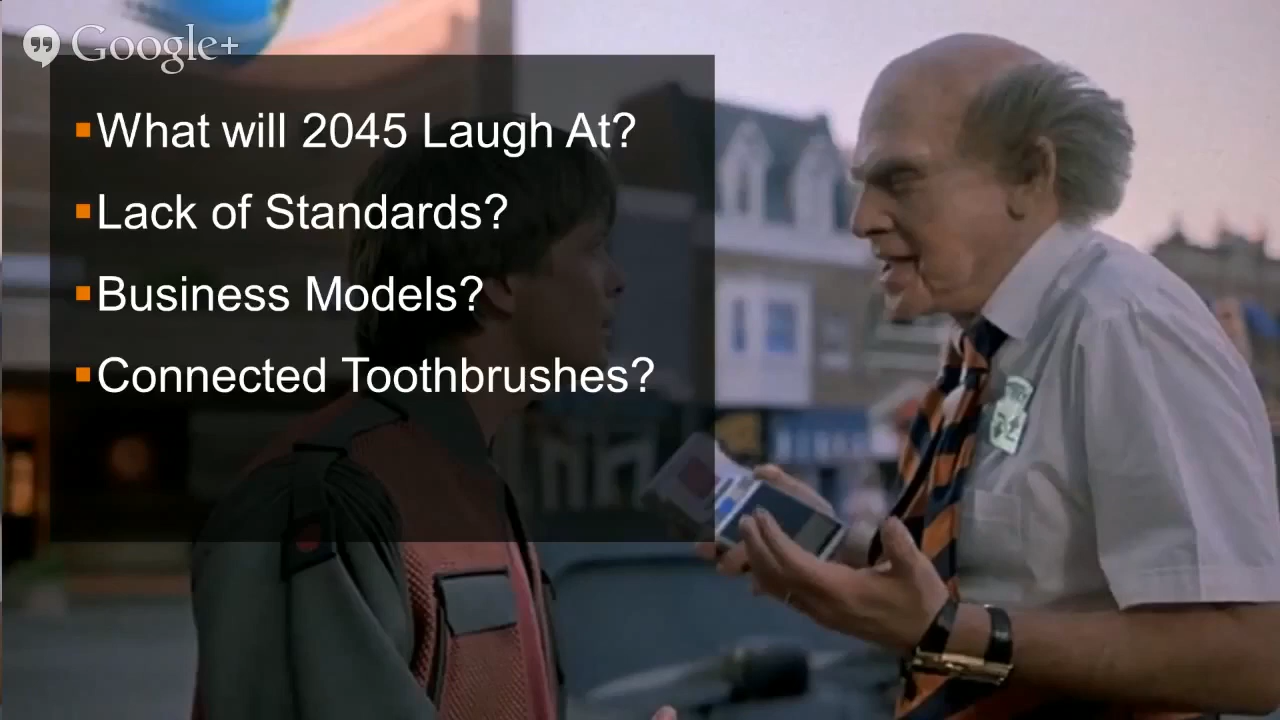 Google+
What will 2045 Laugh At?
Lack of Standards?
Business Models?
Connected Toothbrushes?